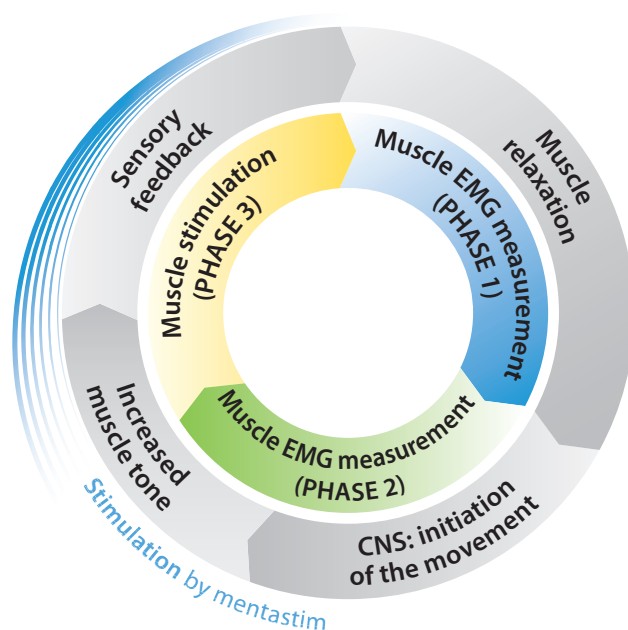 Sensory
feedback
Muscle
relaxation
Muscle stimulation
(PHASE 3)
Muscle EMG measurement
(PHASE 1)
Muscle EMG measurement
(PHASE 2)
Increased
muscle tone
CNS: initiation
of the movement
Stimulation by mentastim